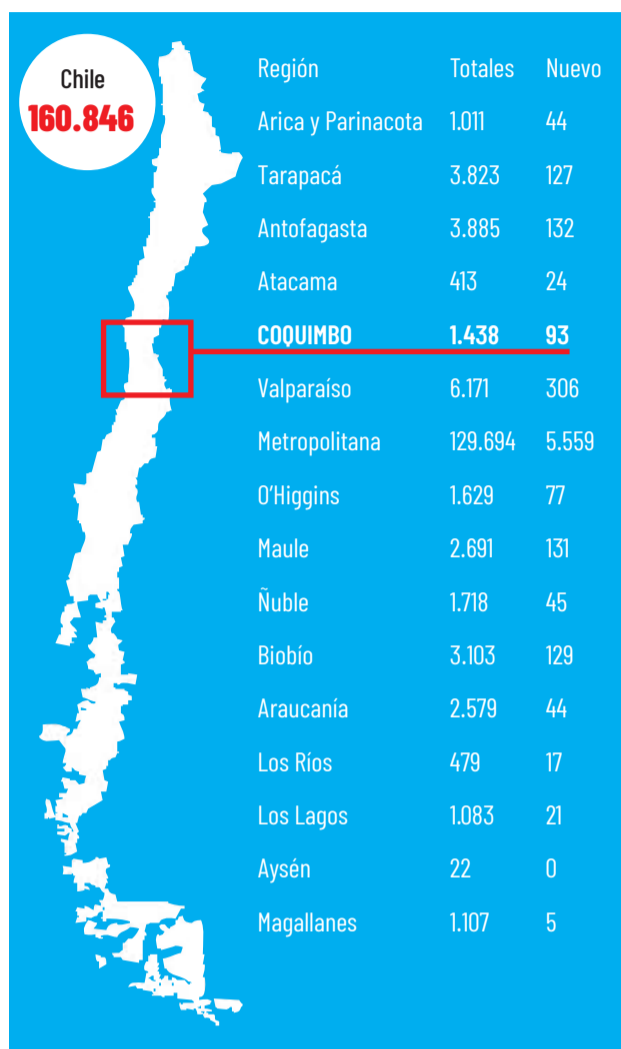 Chile
160.846
Región Totales Nuevo
Arica y Parinacota 1.011 44
Tarapacá 3.823 127
Antofagasta 3.885 132
Atacama 413 24
COQUIMBO 1.438 93
Valparaíso 6.171 306
Metropolitana 129.694 5.559
O'Higgins 1.629 77
Maule 2.691 131
Ñuble 1.718 45
Biobío 3.103 129
Araucanía 2.579 44
Los Ríos 479 17
Los Lagos 1.083 21
Aysén 22 0
Magallanes 1.107 5